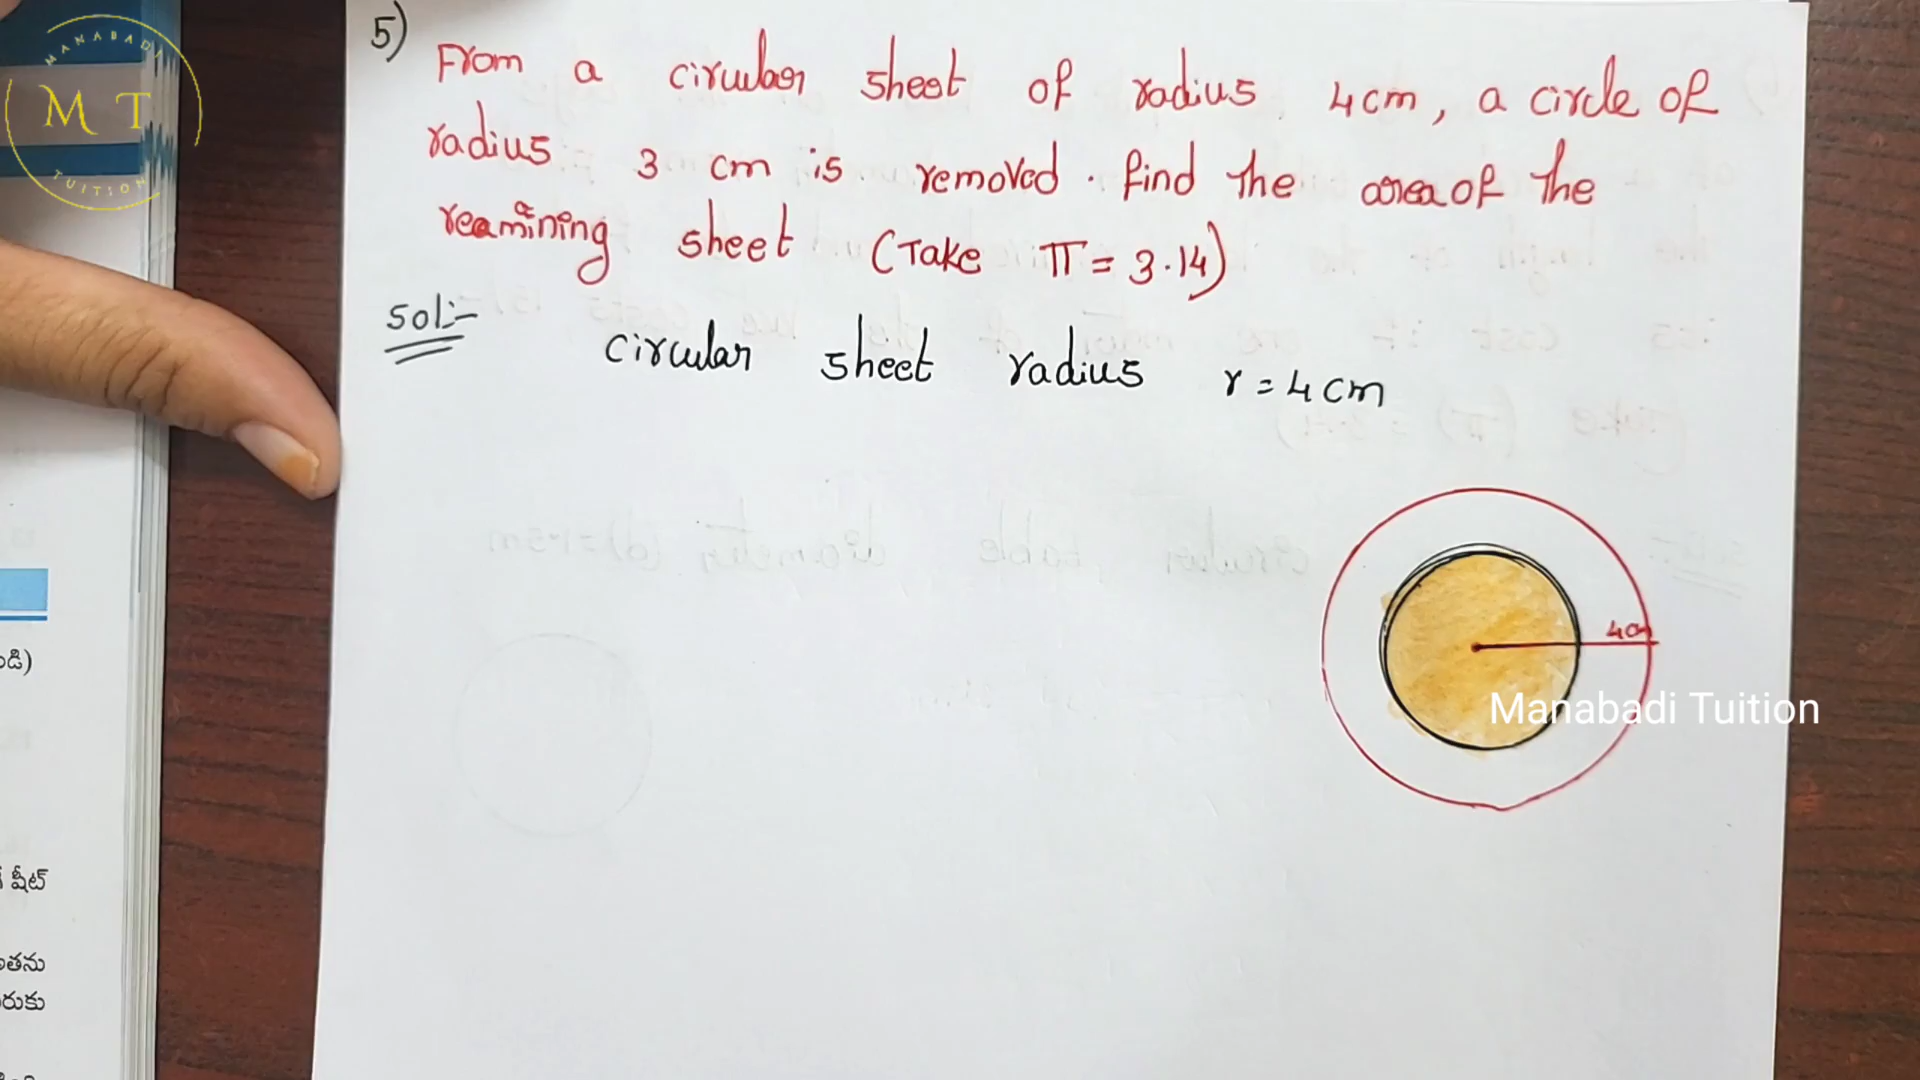 MANABADI
M T
TUITION
5)
From a circular sheet of radius 4cm, a circle of
radius 3 cm is removed. find the area of the
reamining sheet (Take π = 3.14)
Sol:-
circular sheet radius r = 4cm
4cm
Manabadi Tuition
షీట్